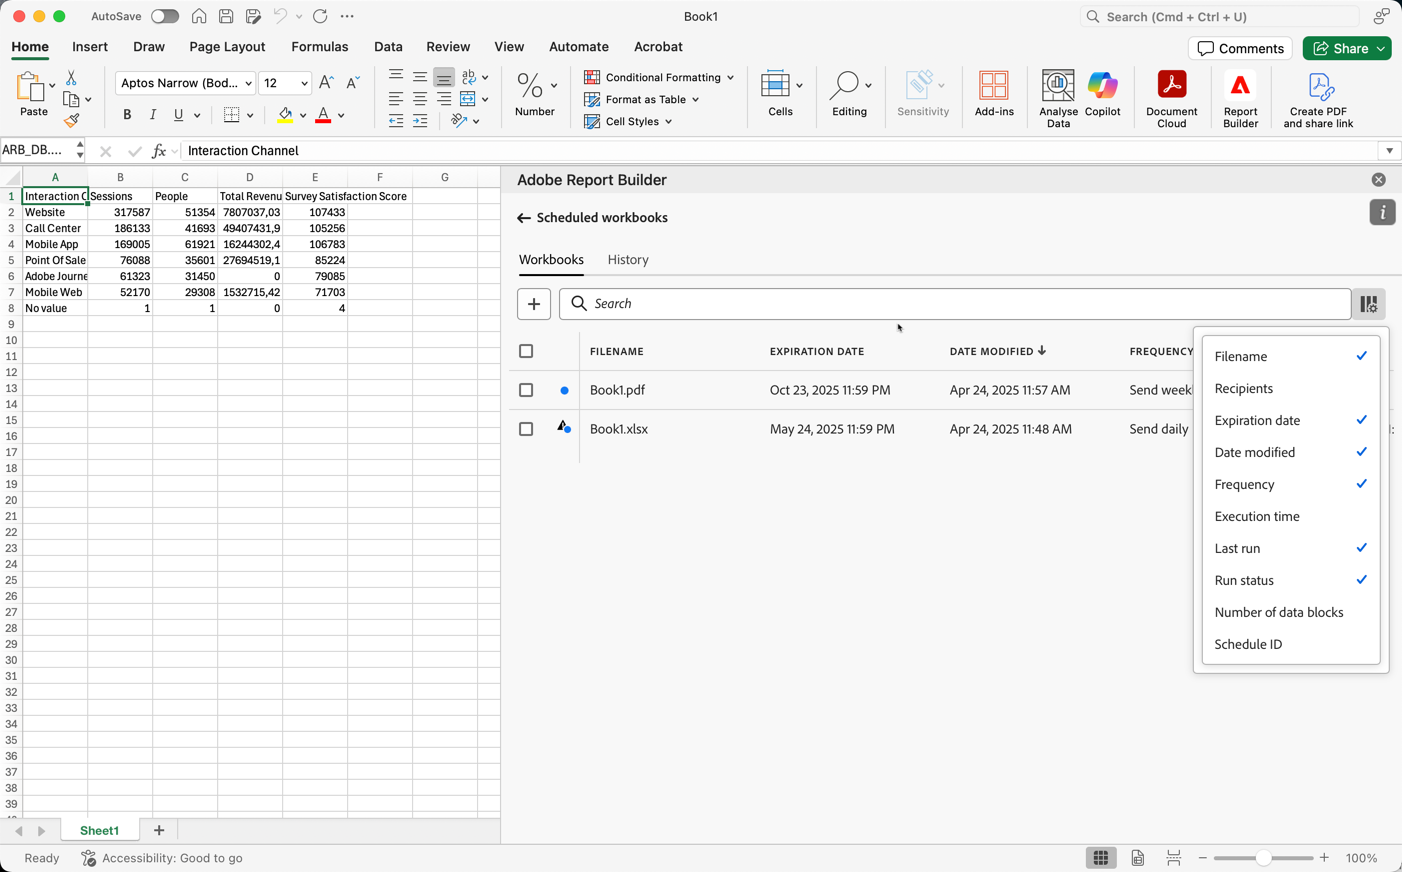 AutoSave
Book1
Search (Cmd + Ctrl + U)
Home Insert Draw Page Layout Formulas Data Review View Automate Acrobat
Comments Share
Paste
Aptos Narrow (Bod... 12
B I U
Number
Conditional Formatting
Format as Table
Cell Styles
Cells
Editing
Sensitivity
Add-ins
Analyse Data
Copilot
Document Cloud
Report Builder
Create PDF and share link
ARB_DB.... fx Interaction Channel
A B C D E F G
1 Interaction C Sessions People Total Revenu Survey Satisfaction Score
2 Website 317587 51354 7807037,03 107433
3 Call Center 186133 41693 49407431,9 105256
4 Mobile App 169005 61921 16244302,4 106783
5 Point Of Sale 76088 35601 27694519,1 85224
6 Adobe Journe 61323 31450 0 79085
7 Mobile Web 52170 29308 1532715,42 71703
8 No value 1 1 0 4
9
10
11
12
13
14
15
16
17
18
19
20
21
22
23
24
25
26
27
28
29
30
31
32
33
34
35
36
37
38
39
Adobe Report Builder
Scheduled workbooks
Workbooks History
Search
FILENAME EXPIRATION DATE DATE MODIFIED FREQUENCY
Book1.pdf Oct 23, 2025 11:59 PM Apr 24, 2025 11:57 AM Send weekl
Book1.xlsx May 24, 2025 11:59 PM Apr 24, 2025 11:48 AM Send daily
Filename
Recipients
Expiration date
Date modified
Frequency
Execution time
Last run
Run status
Number of data blocks
Schedule ID
Sheet1
Ready Accessibility: Good to go
100%